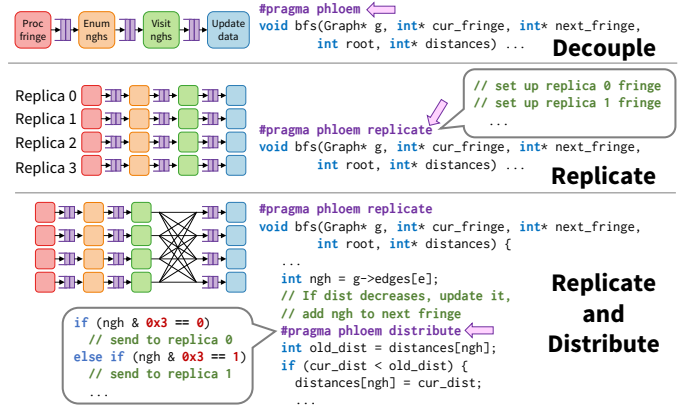 Proc fringe
Enum nghs
Visit nghs
Update data
#pragma phloem
void bfs(Graph* g, int* cur_fringe, int* next_fringe,
int root, int* distances) ...
Decouple
Replica 0
Replica 1
Replica 2
Replica 3
// set up replica 0 fringe
// set up replica 1 fringe
...
#pragma phloem replicate
void bfs(Graph* g, int* cur_fringe, int* next_fringe,
int root, int* distances) ...
Replicate
#pragma phloem replicate
void bfs(Graph* g, int* cur_fringe, int* next_fringe,
int root, int* distances) {
...
int ngh = g->edges[e];
// If dist decreases, update it,
// add ngh to next fringe
#pragma phloem distribute
int old_dist = distances[ngh];
if (cur_dist < old_dist) {
distances[ngh] = cur_dist;
...
if (ngh & 0x3 == 0)
// send to replica 0
else if (ngh & 0x3 == 1)
// send to replica 1
...
Replicate
and
Distribute